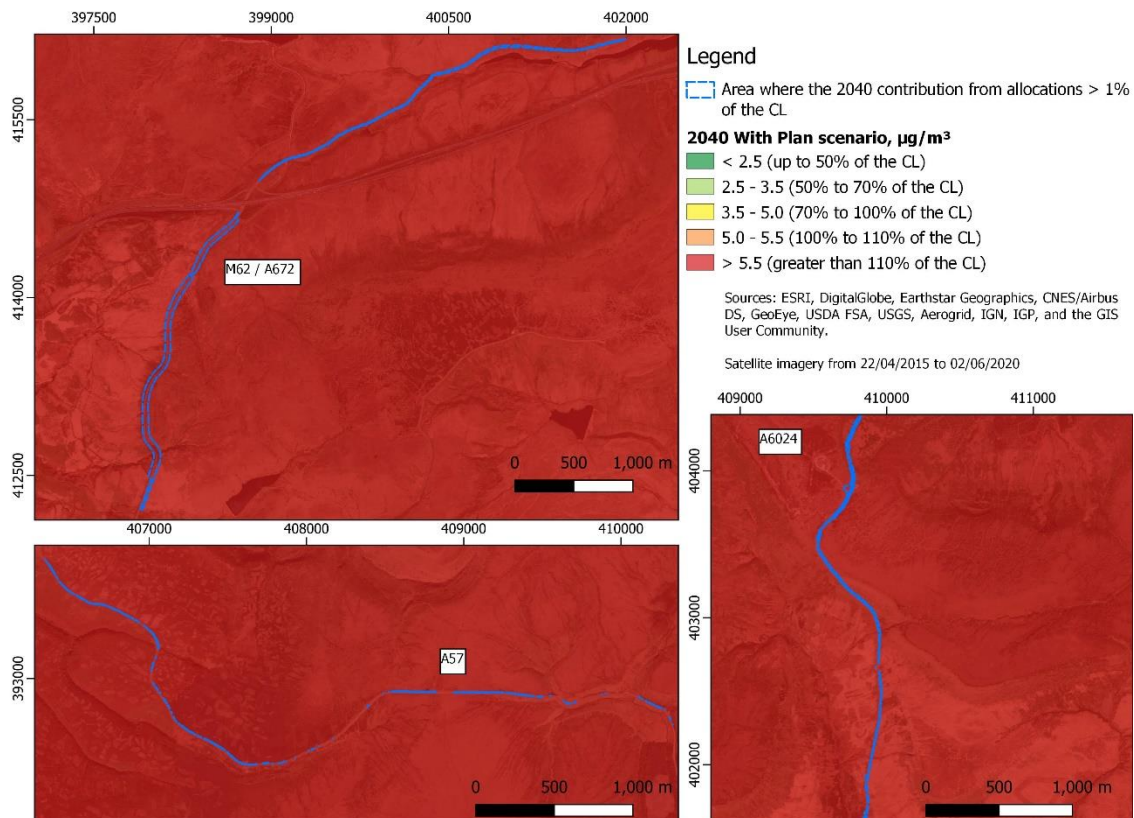 397500 399000 400500 402000
415500
414000
412500
M62 / A672
0 500 1,000 m
Legend
Area where the 2040 contribution from allocations > 1%
of the CL
2040 With Plan scenario, µg/m³
< 2.5 (up to 50% of the CL)
2.5 - 3.5 (50% to 70% of the CL)
3.5 - 5.0 (70% to 100% of the CL)
5.0 - 5.5 (100% to 110% of the CL)
> 5.5 (greater than 110% of the CL)
Sources: ESRI, DigitalGlobe, Earthstar Geographics, CNES/Airbus
DS, GeoEye, USDA FSA, USGS, Aerogrid, IGN, IGP, and the GIS
User Community.
Satellite imagery from 22/04/2015 to 02/06/2020
407000 408000 409000 410000
393000
A57
0 500 1,000 m
409000 410000 411000
404000
403000
402000
A6024
0 500 1,000 m